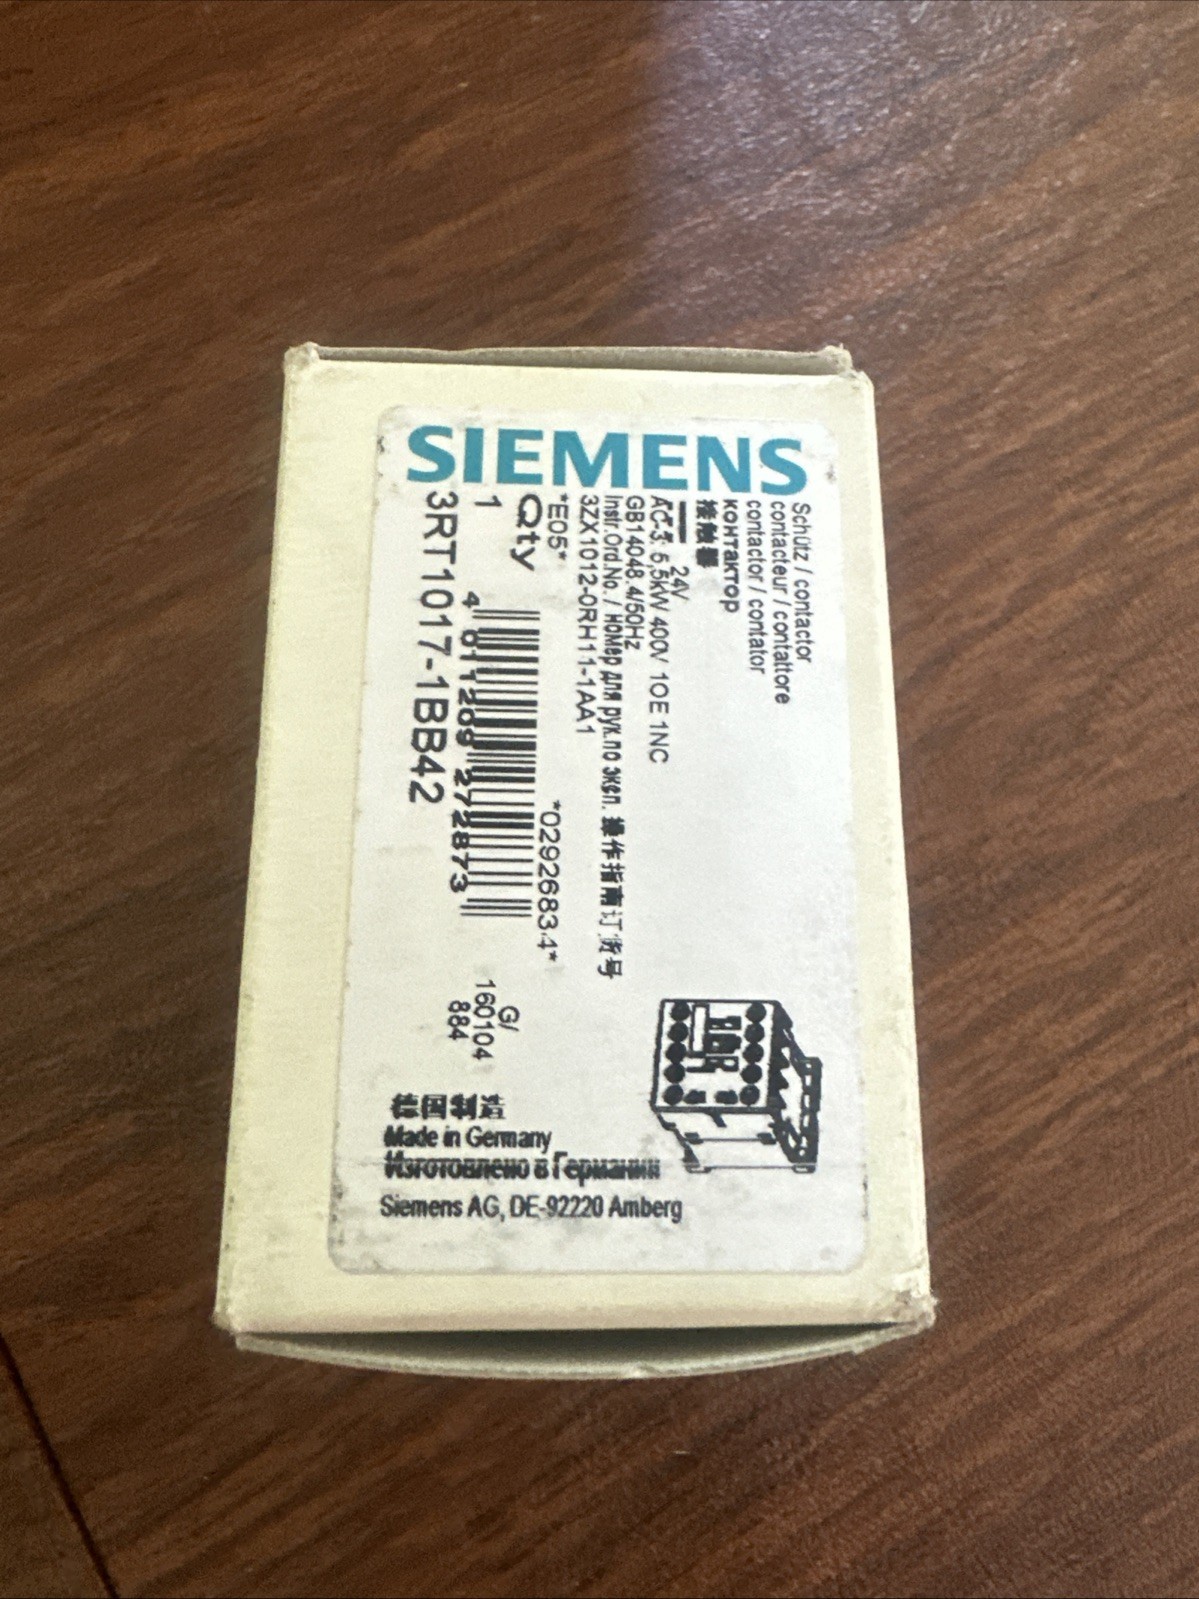 SIEMENS
Schütz / contactor
contacteur / contattore
contactor / contator
контактор
接触器
24V
AC-3: 5,5kW 400V 10E 1NC
GB14048.4/50Hz
Instr.Ord.No./ номер для рук.по эксп. 操作指南订货号
3ZX1012-0RH11-1AA1
*E05*
*0292683.4*
Qty
1
4 011209 272873
3RT1017-1BB42
G/
160104
884
德国制造
Made in Germany
Изготовлено в Германии
Siemens AG, DE-92220 Amberg